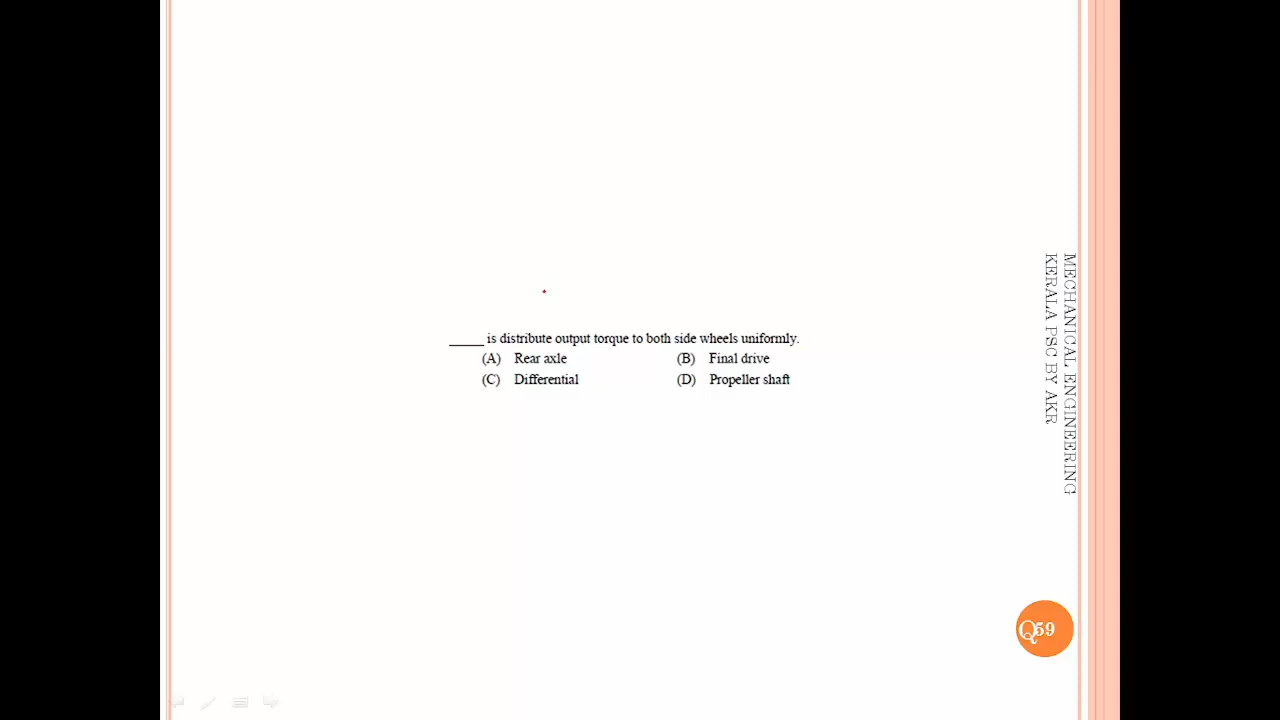 _____ is distribute output torque to both side wheels uniformly.
(A) Rear axle (B) Final drive
(C) Differential (D) Propeller shaft
MECHANICAL ENGINEERING
KERALA PSC BY AKR
Q59